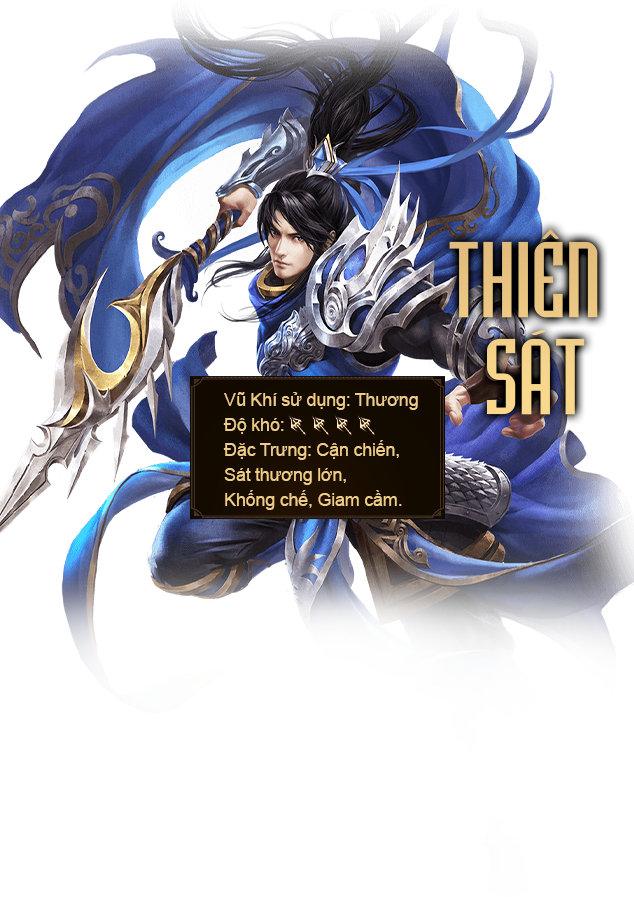 THIÊN
SÁT
Vũ Khí sử dụng: Thương
Độ khó:
Đặc Trưng: Cận chiến,
Sát thương lớn,
Khống chế, Giam cầm.